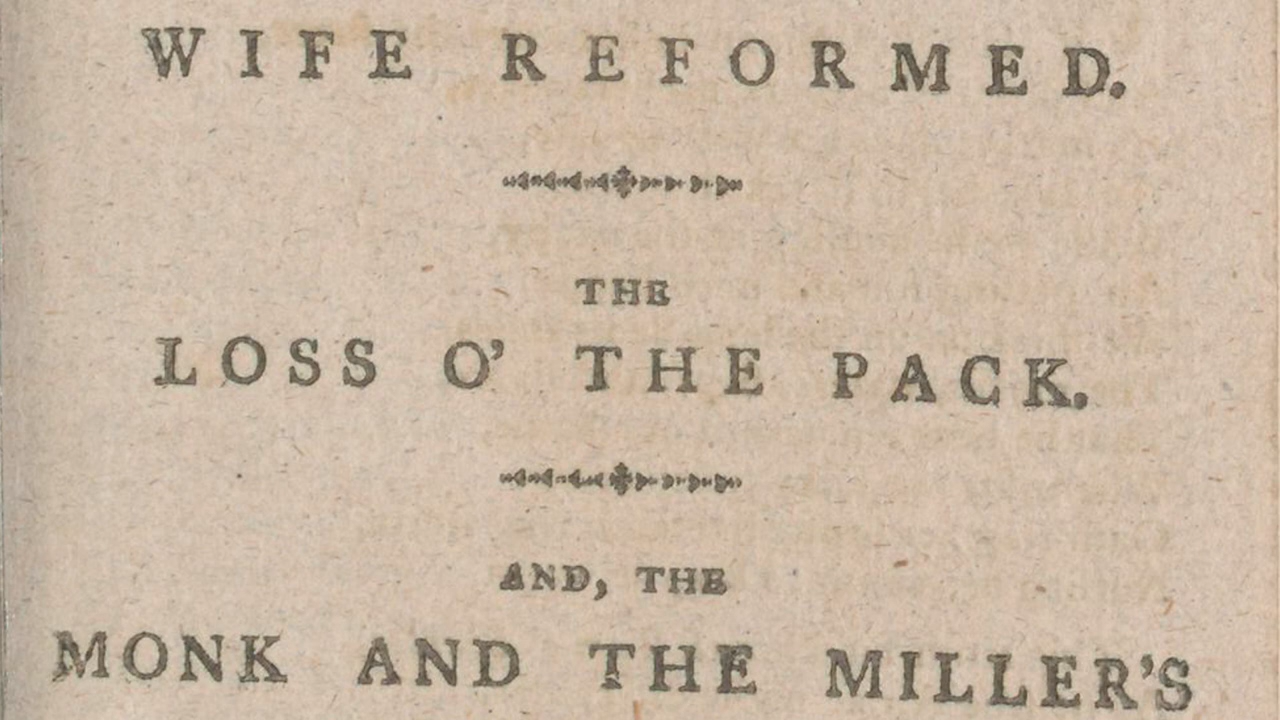 WIFE REFORMED.
THE
LOSS O' THE PACK.
AND, THE
MONK AND THE MILLER'S